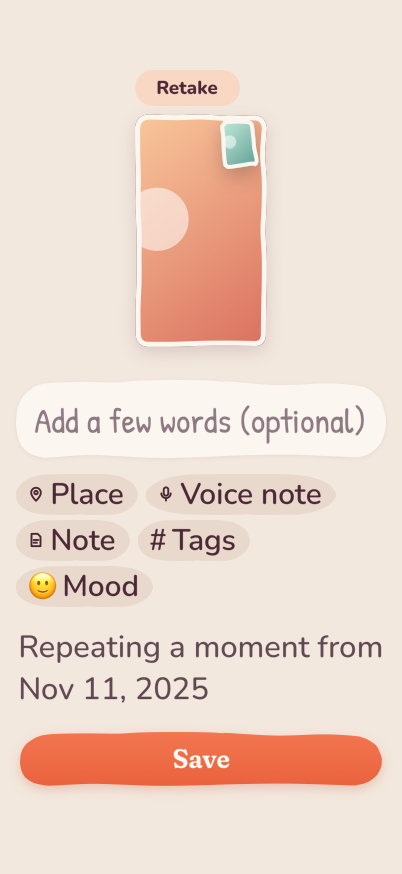 Retake
Add a few words (optional)
Place
Voice note
Note
# Tags
🙂 Mood
Repeating a moment from
Nov 11, 2025
Save